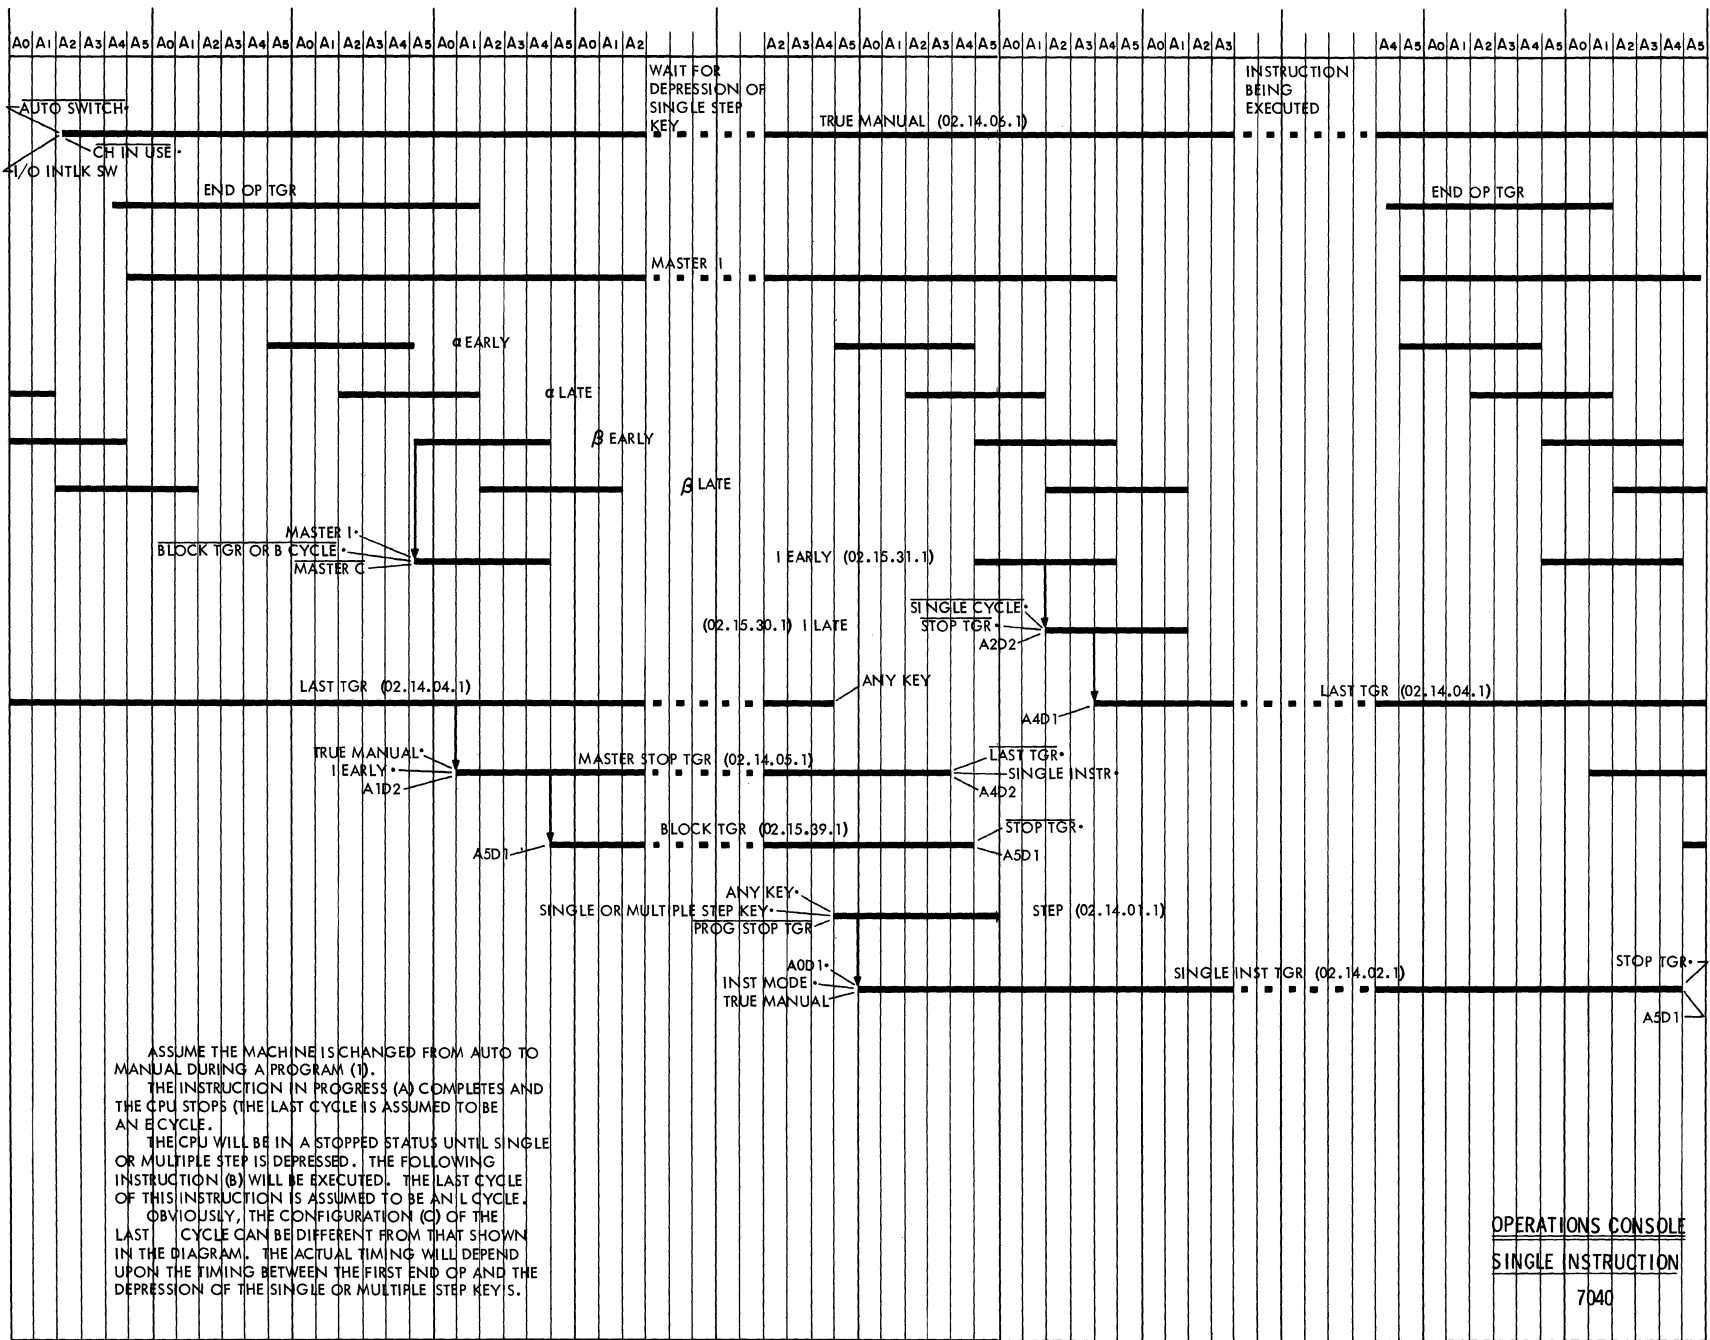 A0 A1 A2 A3 A4 A5 A0 A1 A2 A3 A4 A5 A0 A1 A2 A3 A4 A5 A0 A1 A2 A3 A4 A5 A0 A1 A2 A2 A3 A4 A5 A0 A1 A2 A3 A4 A5 A0 A1 A2 A3 A4 A5 A0 A1 A2 A3 A4 A5 A0 A1 A2 A3 A4 A5 A0 A1 A2 A3 A4 A5
WAIT FOR
DEPRESSION OF
SINGLE STEP
KEY
INSTRUCTION
BEING
EXECUTED
AUTO SWITCH·
TRUE MANUAL (02.14.06.1)
CH IN USE·
I/O INTLK SW
END OP TGR
END OP TGR
MASTER I
α EARLY
α LATE
β EARLY
β LATE
MASTER I·
BLOCK TGR OR B CYCLE·
MASTER C
I EARLY (02.15.31.1)
SINGLE CYCLE·
STOP TGR·
A2D2
(02.15.30.1) I LATE
ANY KEY
LAST TGR (02.14.04.1)
LAST TGR (02.14.04.1)
A4D1
TRUE MANUAL·
I EARLY·
A1D2
MASTER STOP TGR (02.14.05.1)
LAST TGR·
SINGLE INSTR·
A4D2
BLOCK TGR (02.15.39.1)
STOP TGR·
A5D1
A5D1
ANY KEY·
SINGLE OR MULTIPLE STEP KEY·
PROG STOP TGR
STEP (02.14.01.1)
A0D1·
INST MODE·
TRUE MANUAL
SINGLE INST TGR (02.14.02.1)
STOP TGR·
A5D1
ASSUME THE MACHINE IS CHANGED FROM AUTO TO
MANUAL DURING A PROGRAM (1).
THE INSTRUCTION IN PROGRESS (A) COMPLETES AND
THE CPU STOPS (THE LAST CYCLE IS ASSUMED TO BE
AN E CYCLE.
THE CPU WILL BE IN A STOPPED STATUS UNTIL SINGLE
OR MULTIPLE STEP IS DEPRESSED. THE FOLLOWING
INSTRUCTION (B) WILL BE EXECUTED. THE LAST CYCLE
OF THIS INSTRUCTION IS ASSUMED TO BE AN L CYCLE.
OBVIOUSLY, THE CONFIGURATION (C) OF THE
LAST CYCLE CAN BE DIFFERENT FROM THAT SHOWN
IN THE DIAGRAM. THE ACTUAL TIMING WILL DEPEND
UPON THE TIMING BETWEEN THE FIRST END OP AND THE
DEPRESSION OF THE SINGLE OR MULTIPLE STEP KEY'S.
OPERATIONS CONSOLE
SINGLE INSTRUCTION
7040